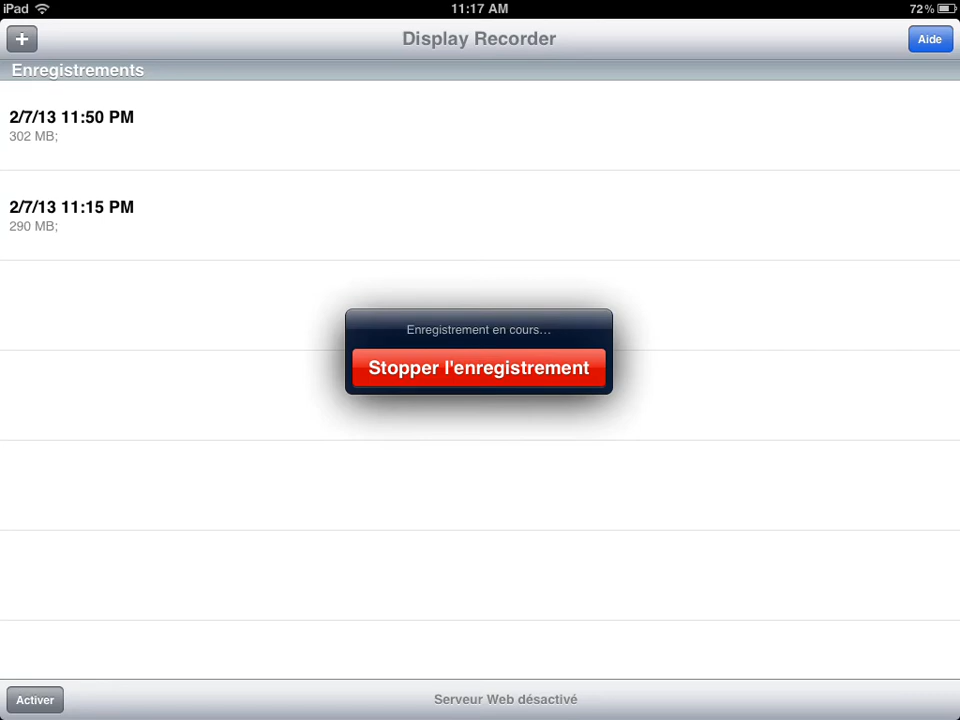 iPad
11:17 AM
72%
+
Display Recorder
Aide
Enregistrements
2/7/13 11:50 PM
302 MB;
2/7/13 11:15 PM
290 MB;
Enregistrement en cours...
Stopper l'enregistrement
Activer
Serveur Web désactivé